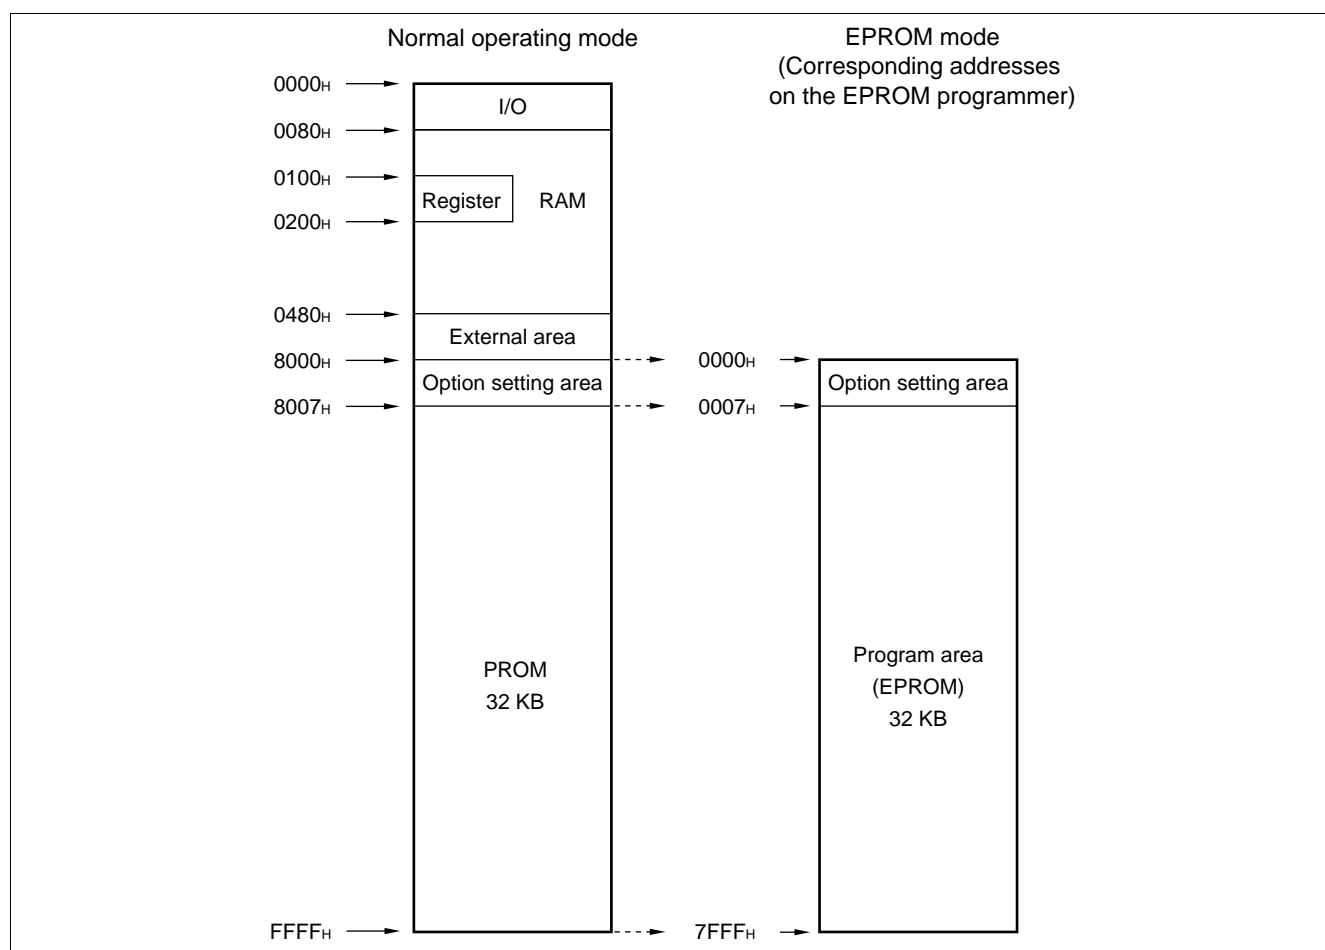 Normal operating mode
EPROM mode
(Corresponding addresses
on the EPROM programmer)
0000H
I/O
0080H
0100H
Register
RAM
0200H
0480H
External area
8000H
0000H
Option setting area
Option setting area
8007H
0007H
PROM
32 KB
Program area
(EPROM)
32 KB
FFFFH
7FFFH